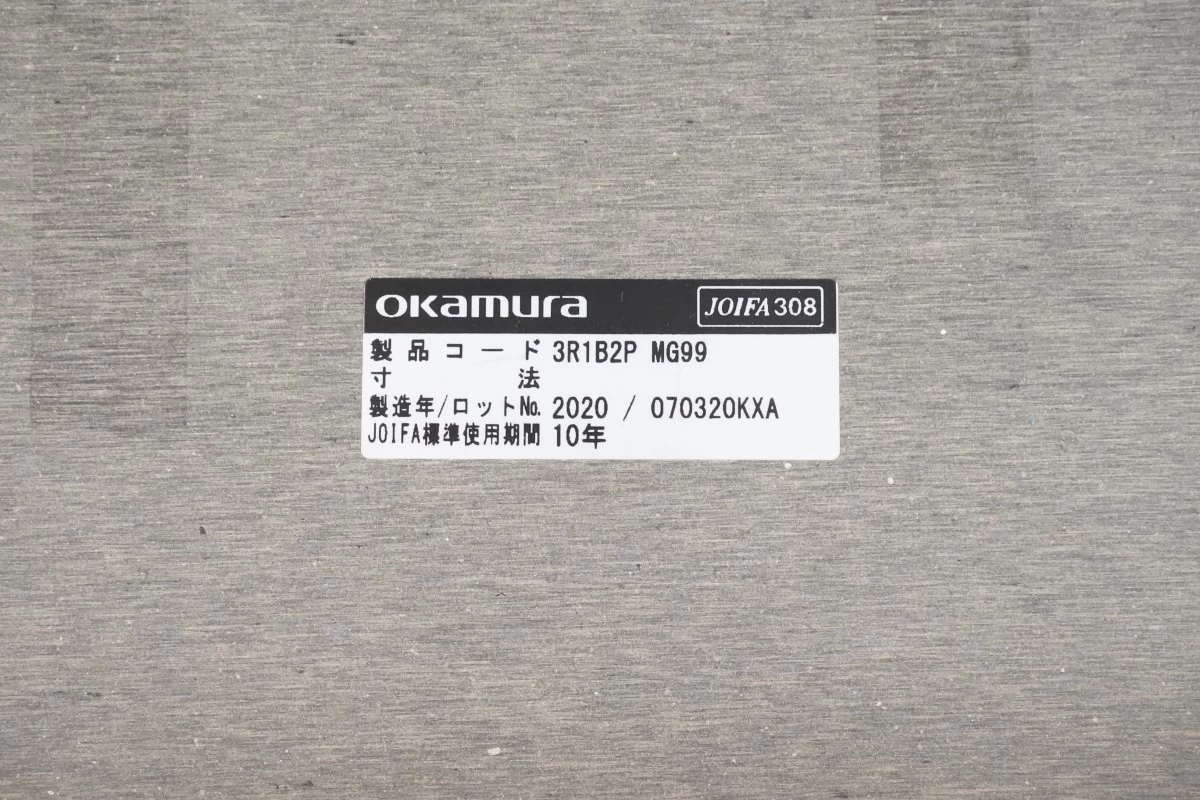 okamura JOIFA308
製品コード 3R1B2P MG99
寸法
製造年/ロットNo. 2020 / 070320KXA
JOIFA標準使用期間 10年